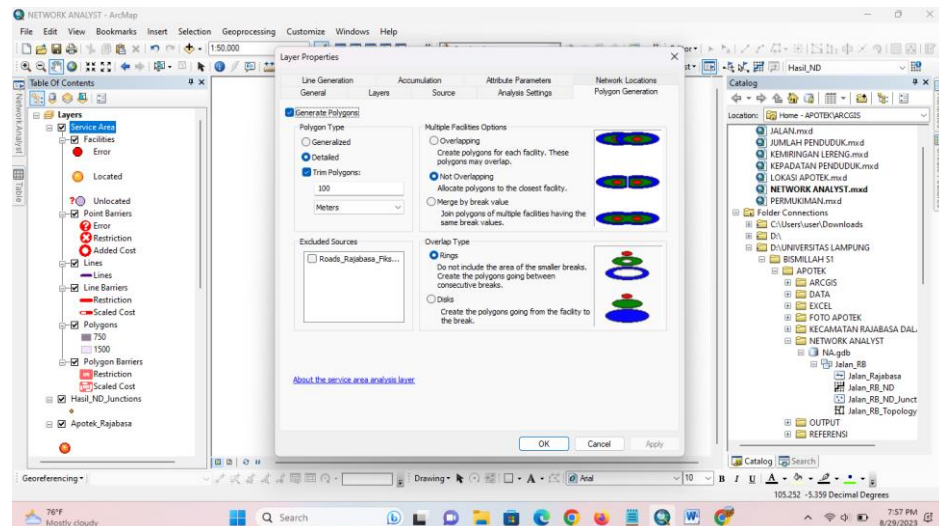 NETWORK ANALYST - ArcMap
File Edit View Bookmarks Insert Selection Geoprocessing Customize Windows Help
1:50,000
Hasil_ND
Table Of Contents
Network Analyst
Table
Layers
Service Area
Facilities
Error
Located
Unlocated
Point Barriers
Error
Restriction
Added Cost
Lines
Lines
Line Barriers
Restriction
Scaled Cost
Polygons
750
1500
Polygon Barriers
Restriction
Scaled Cost
Hasil_ND_Junctions
Apotek_Rajabasa
Layer Properties
Line Generation Accumulation Attribute Parameters Network Locations
General Layers Source Analysis Settings Polygon Generation
Generate Polygons
Polygon Type
Generalized
Detailed
Trim Polygons:
100
Meters
Multiple Facilities Options
Overlapping
Create polygons for each facility. These
polygons may overlap.
Not Overlapping
Allocate polygons to the closest facility.
Merge by break value
Join polygons of multiple facilities having the
same break values.
Excluded Sources
Roads_Rajabasa_Fiks...
Overlap Type
Rings
Do not include the area of the smaller breaks.
Create the polygons going between
consecutive breaks.
Disks
Create the polygons going from the facility to
the break.
About the service area analysis layer
OK Cancel Apply
Catalog
Location: Home - APOTEK\ARCGIS
JALAN.mxd
JUMLAH PENDUDUK.mxd
KEMIRINGAN LERENG.mxd
KEPADATAN PENDUDUK.mxd
LOKASI APOTEK.mxd
NETWORK ANALYST.mxd
PERMUKIMAN.mxd
Folder Connections
C:\Users\user\Downloads
D:\
D:\UNIVERSITAS LAMPUNG
BISMILLAH S1
APOTEK
ARCGIS
DATA
EXCEL
FOTO APOTEK
KECAMATAN RAJABASA DAL
NETWORK ANALYST
NA.gdb
Jalan_RB
Jalan_Rajabasa
Jalan_RB_ND
Jalan_RB_ND_Junct
Jalan_RB_Topology
OUTPUT
REFERENSI
Catalog Search
Georeferencing
Drawing A Arial 10 B I U A
105.252 -5.359 Decimal Degrees
76°F
Mostly cloudy
Search
7:57 PM
8/29/2023